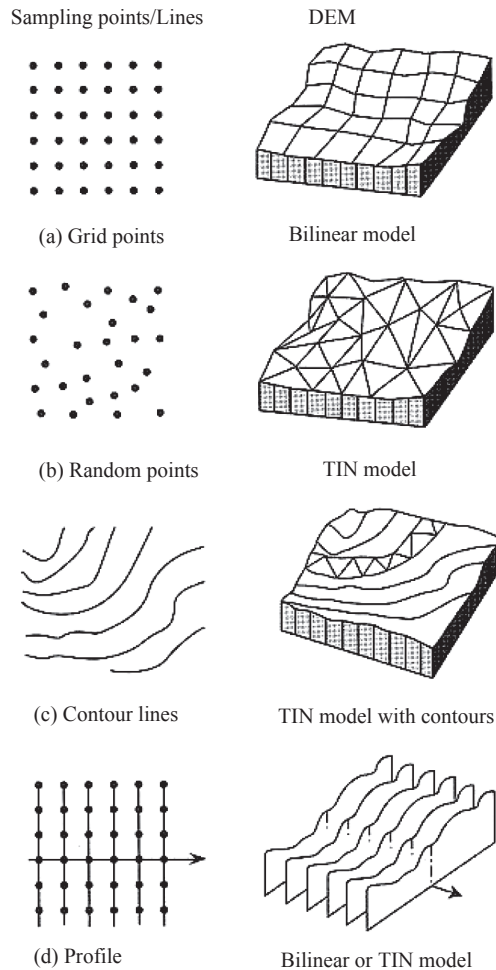 Sampling points/Lines
DEM
(a) Grid points
Bilinear model
(b) Random points
TIN model
(c) Contour lines
TIN model with contours
(d) Profile
Bilinear or TIN model